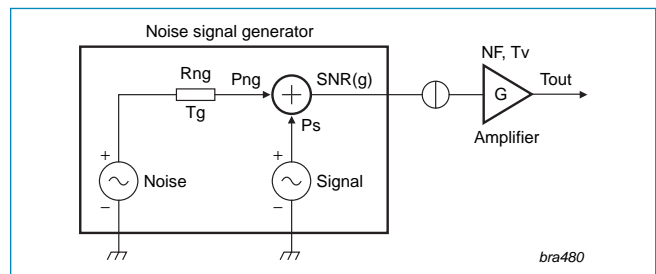 Noise signal generator
NF, Tv
Rng
Png
SNR(g)
Tout
+
G
Tg
Ps
Amplifier
+
+
Noise
Signal
−
−
bra480